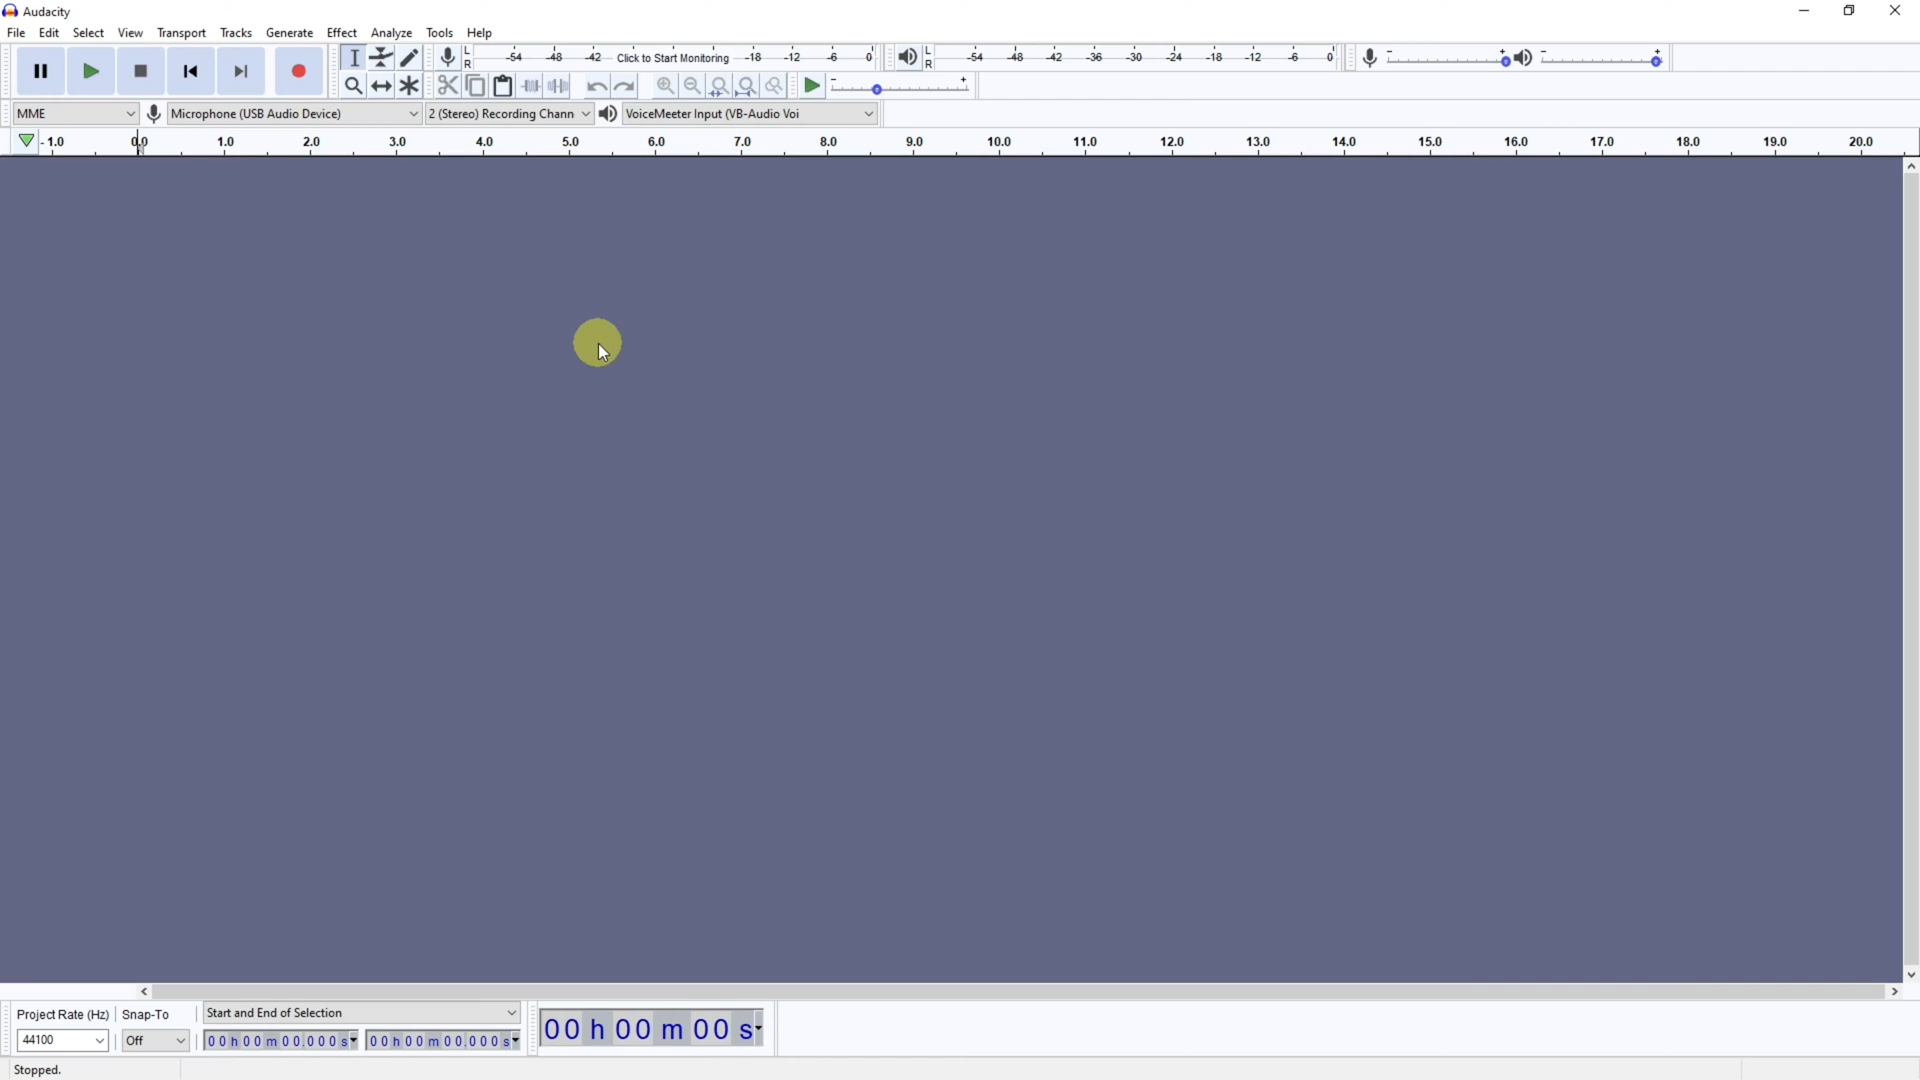 Audacity
File Edit Select View Transport Tracks Generate Effect Analyze Tools Help
L R -54 -48 -42 Click to Start Monitoring -18 -12 -6 0 L R -54 -48 -42 -36 -30 -24 -18 -12 -6 0 - + - +
- +
MME Microphone (USB Audio Device) 2 (Stereo) Recording Chann VoiceMeeter Input (VB-Audio Voi
-1.0 0.0 1.0 2.0 3.0 4.0 5.0 6.0 7.0 8.0 9.0 10.0 11.0 12.0 13.0 14.0 15.0 16.0 17.0 18.0 19.0 20.0
Project Rate (Hz) Snap-To Start and End of Selection
44100 Off 00 h 00 m 00.000 s 00 h 00 m 00.000 s 00 h 00 m 00 s
Stopped.